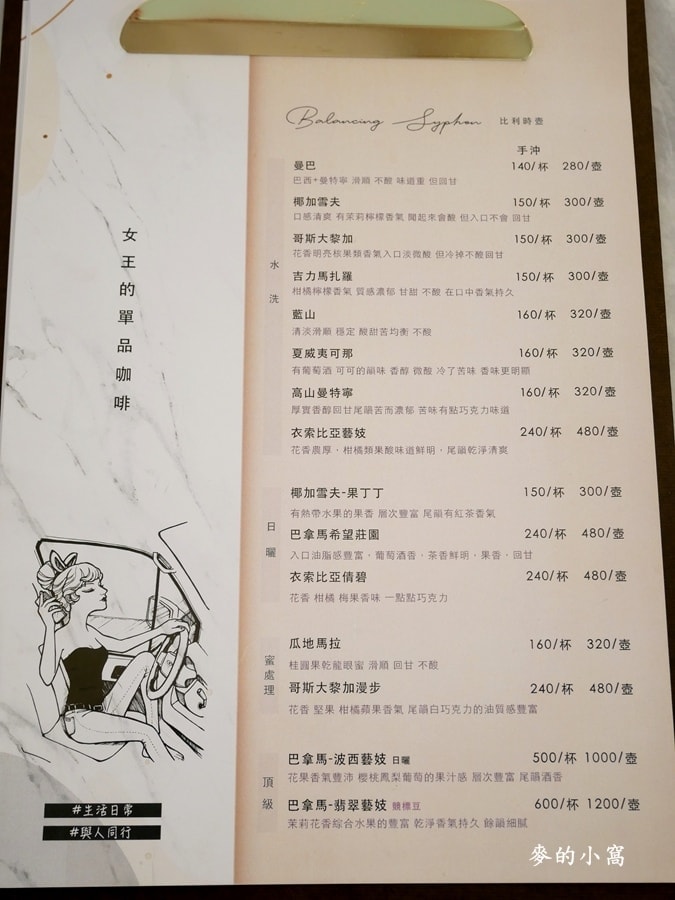 女王的單品咖啡
#生活日常
#與人同行
Balancing Syphon 比利時壺
手沖
水洗
曼巴 140/杯 280/壺
巴西+曼特寧 滑順 不酸 味道重 但回甘
椰加雪夫 150/杯 300/壺
口感清爽 有茉莉檸檬香氣 聞起來會酸 但入口不會 回甘
哥斯大黎加 150/杯 300/壺
花香明亮核果類香氣入口淡微酸 但冷掉不酸回甘
吉力馬扎羅 150/杯 300/壺
柑橘檸檬香氣 質感濃郁 甘甜 不酸 在口中香氣持久
藍山 160/杯 320/壺
清淡滑順 穩定 酸甜苦均衡 不酸
夏威夷可那 160/杯 320/壺
有葡萄酒 可可的韻味 香醇 微酸 冷了苦味 香味更明顯
高山曼特寧 160/杯 320/壺
厚實香醇回甘尾韻苦而濃郁 苦味有點巧克力味道
衣索比亞藝妓 240/杯 480/壺
花香農厚，柑橘類果酸味道鮮明，尾韻乾淨清爽
日曬
椰加雪夫-果丁丁 150/杯 300/壺
有熱帶水果的果香 層次豐富 尾韻有紅茶香氣
巴拿馬希望莊園 240/杯 480/壺
入口油脂感豐富，葡萄酒香，茶香鮮明，果香，回甘
衣索比亞倩碧 240/杯 480/壺
花香 柑橘 梅果香味 一點點巧克力
蜜處理
瓜地馬拉 160/杯 320/壺
桂圓果乾龍眼蜜 滑順 回甘 不酸
哥斯大黎加漫步 240/杯 480/壺
花香 堅果 柑橘蘋果香氣 尾韻白巧克力的油質感豐富
頂級
巴拿馬-波西藝妓 日曬 500/杯 1000/壺
花果香氣豐沛 櫻桃鳳梨葡萄的果汁感 層次豐富 尾韻酒香
巴拿馬-翡翠藝妓 競標豆 600/杯 1200/壺
茉莉花香綜合水果的豐富 乾淨香氣持久 餘韻細膩
麥的小窩